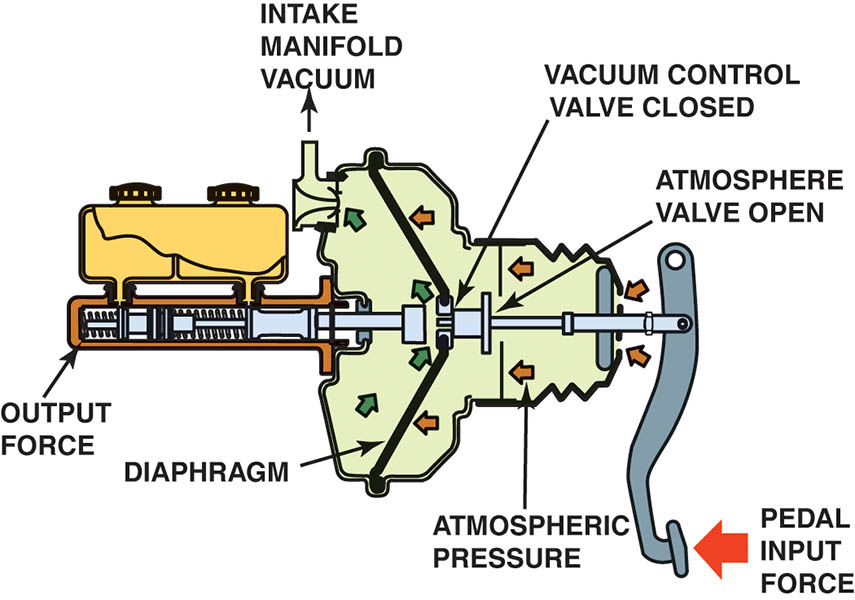 INTAKE
MANIFOLD
VACUUM
VACUUM CONTROL
VALVE CLOSED
ATMOSPHERE
VALVE OPEN
OUTPUT
FORCE
DIAPHRAGM
ATMOSPHERIC
PRESSURE
PEDAL
INPUT
FORCE